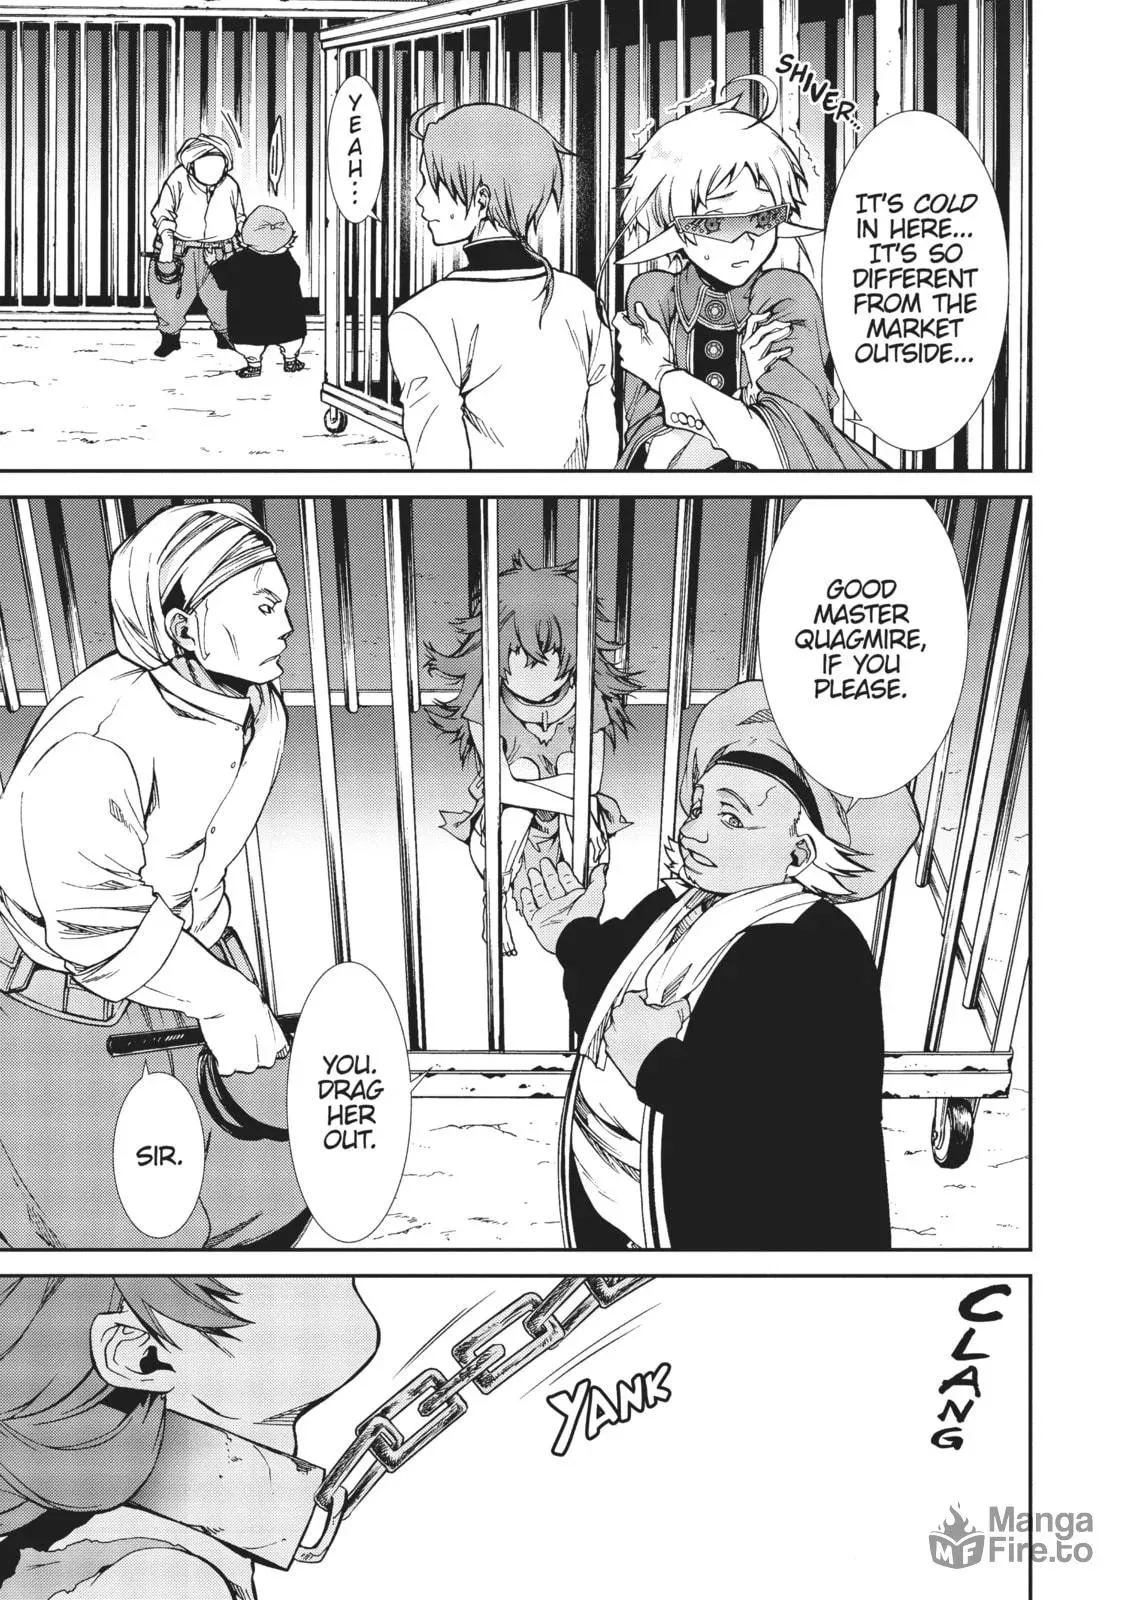 SHIVER...
IT'S COLD
IN HERE...
IT'S SO
DIFFERENT
FROM THE
MARKET
OUTSIDE...
YEAH...
GOOD
MASTER
QUAGMIRE,
IF YOU
PLEASE.
YOU.
DRAG
HER
OUT.
SIR.
CLANG
YANK
MF
Manga
Fire.to